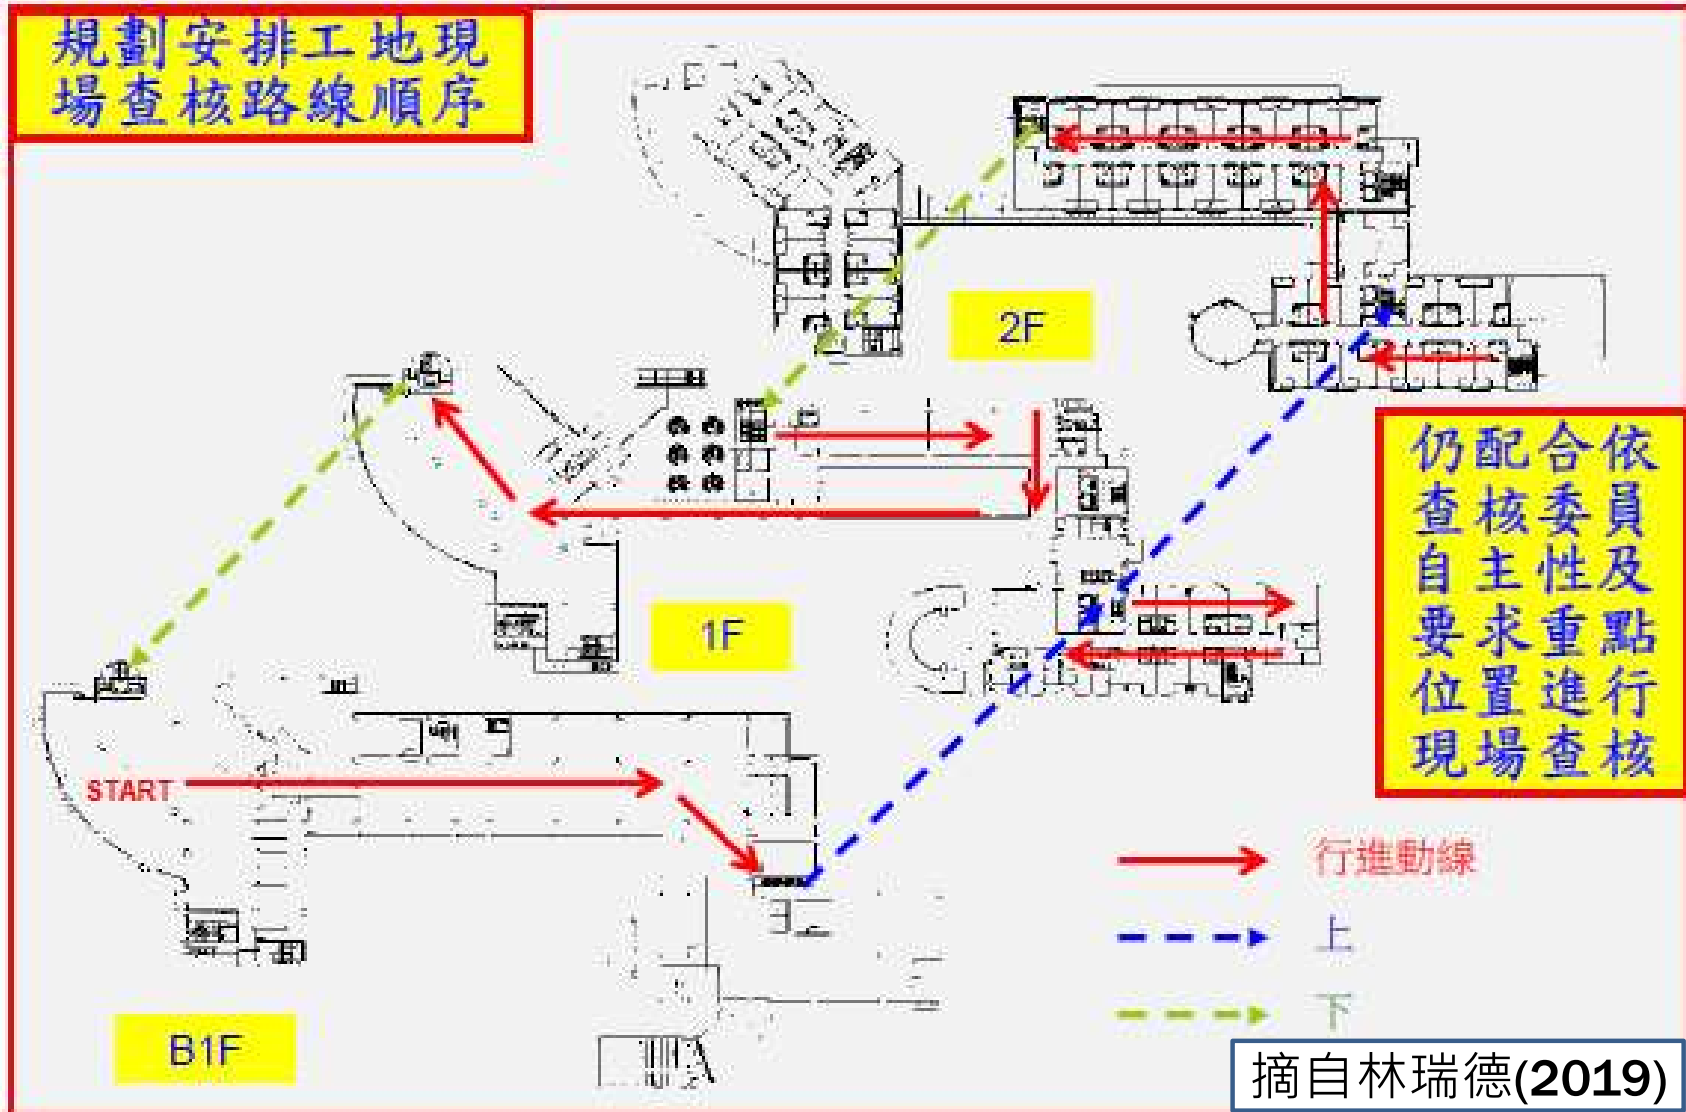 規劃安排工地現
場查核路線順序
2F
仍配合依
查核委員
自主性及
要求重點
位置進行
現場查核
1F
START
行進動線
上
下
B1F
摘自林瑞德(2019)